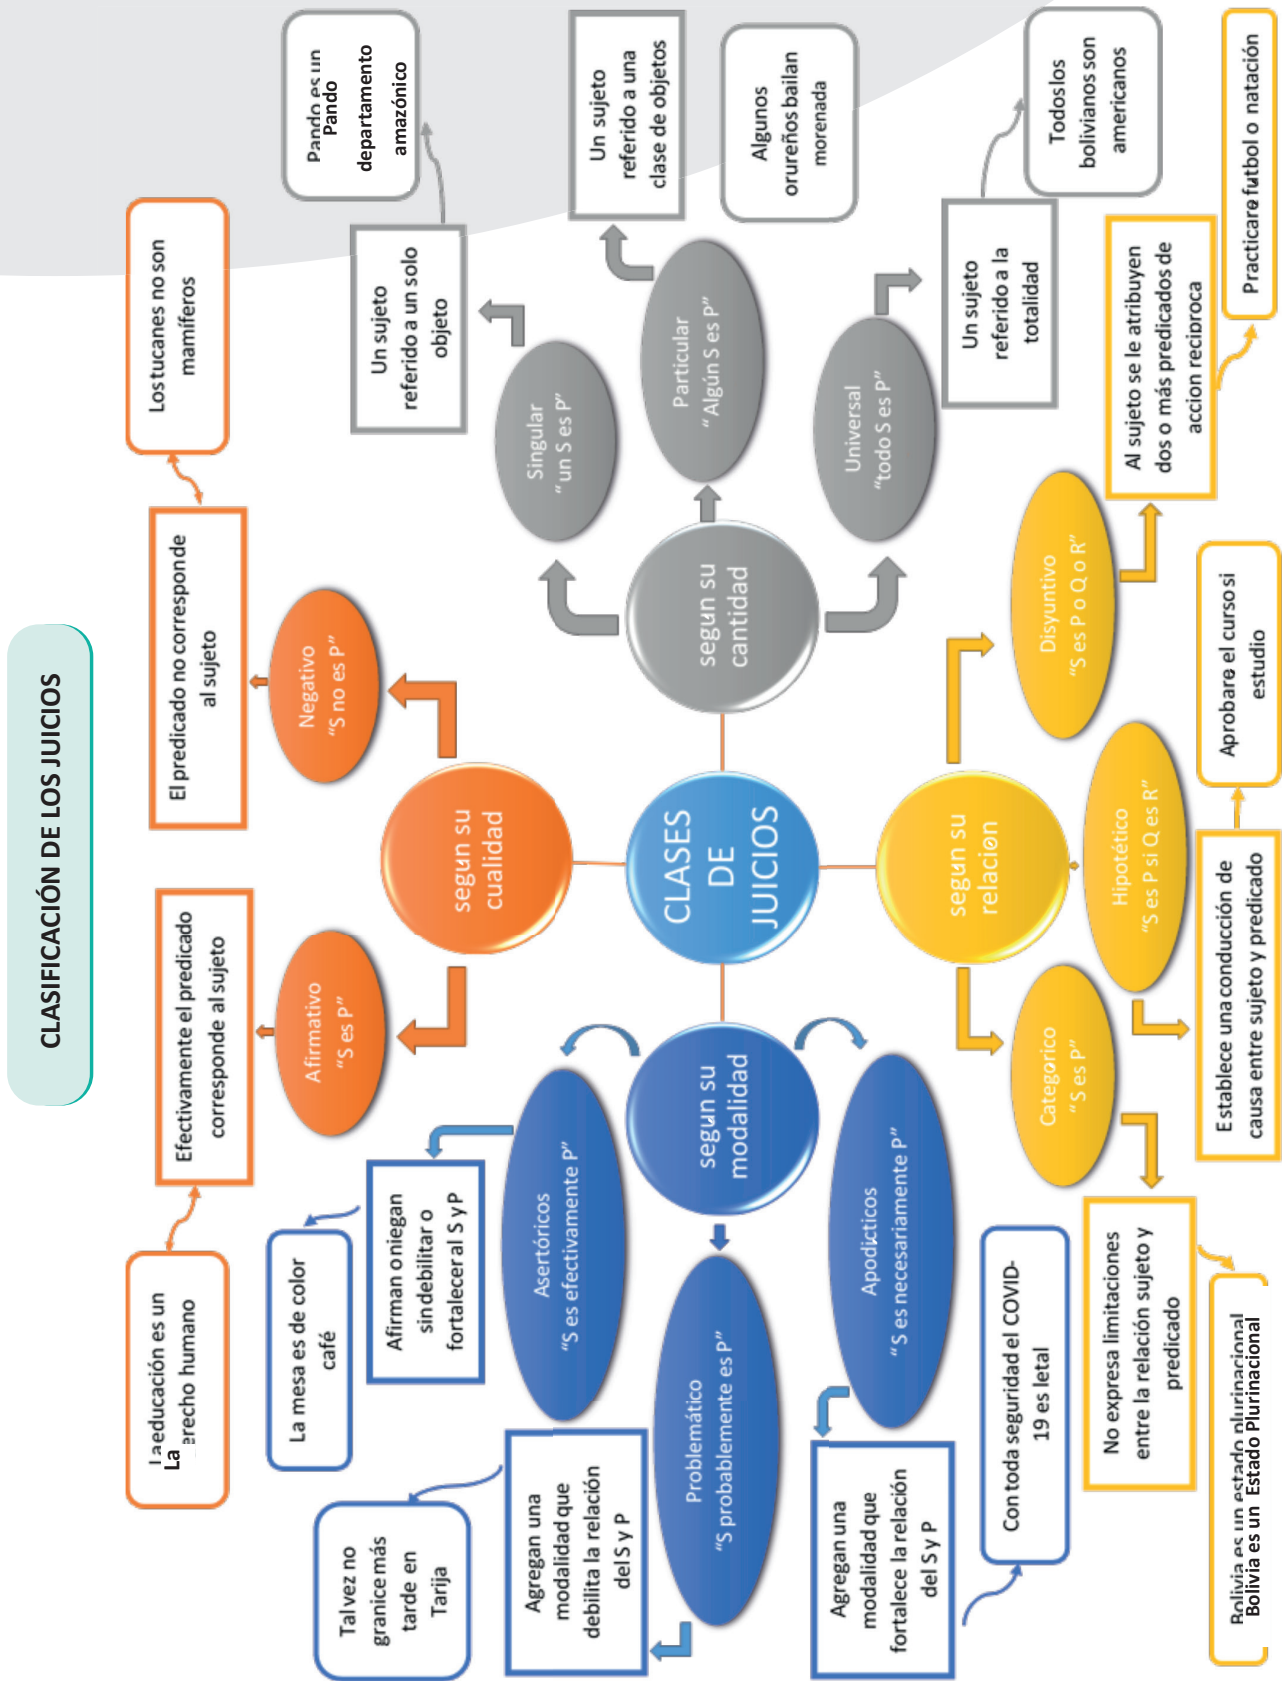 CLASIFICACIÓN DE LOS JUICIOS
CLASES
DE
JUICIOS
segun su
cualidad
Afirmativo
“S es P”
Efectivamente el predicado
corresponde al sujeto
La educación es un
derecho humano
Negativo
“S no es P”
El predicado no corresponde
al sujeto
Los tucanes no son
mamíferos
segun su
cantidad
Singular
“un S es P”
Un sujeto
referido a un solo
objeto
Pando es un
Pando
departamento
amazónico
Particular
“Algún S es P”
Un sujeto
referido a una
clase de objetos
Algunos
orureños bailan
morenada
Universal
“todo S es P”
Un sujeto
referido a la
totalidad
Todos los
bolivianos son
americanos
segun su
modalidad
Asertóricos
“S es efectivamente P”
Afirman o niegan
sin debilitar o
fortalecer al S y P
La mesa es de color
café
Problemático
“S probablemente es P”
Agregan una
modalidad que
debilita la relación
del S y P
Tal vez no
granice más
tarde en
Tarija
Apodicticos
“S es necesariamente P”
Agregan una
modalidad que
fortalece la relación
del S y P
Con toda seguridad el COVID-
19 es letal
segun su
relación
Categorico
“S es P”
No expresa limitaciones
entre la relación sujeto y
predicado
Bolivia es un estado plurinacional
Bolivia es un Estado Plurinacional
Hipotético
“S es P si Q es R”
Establece una conducción de
causa entre sujeto y predicado
Aprobare el curso si
estudio
Disyuntivo
“S es P o Q o R”
Al sujeto se le atribuyen
dos o más predicados de
accion reciproca
Practicare futbol o natación